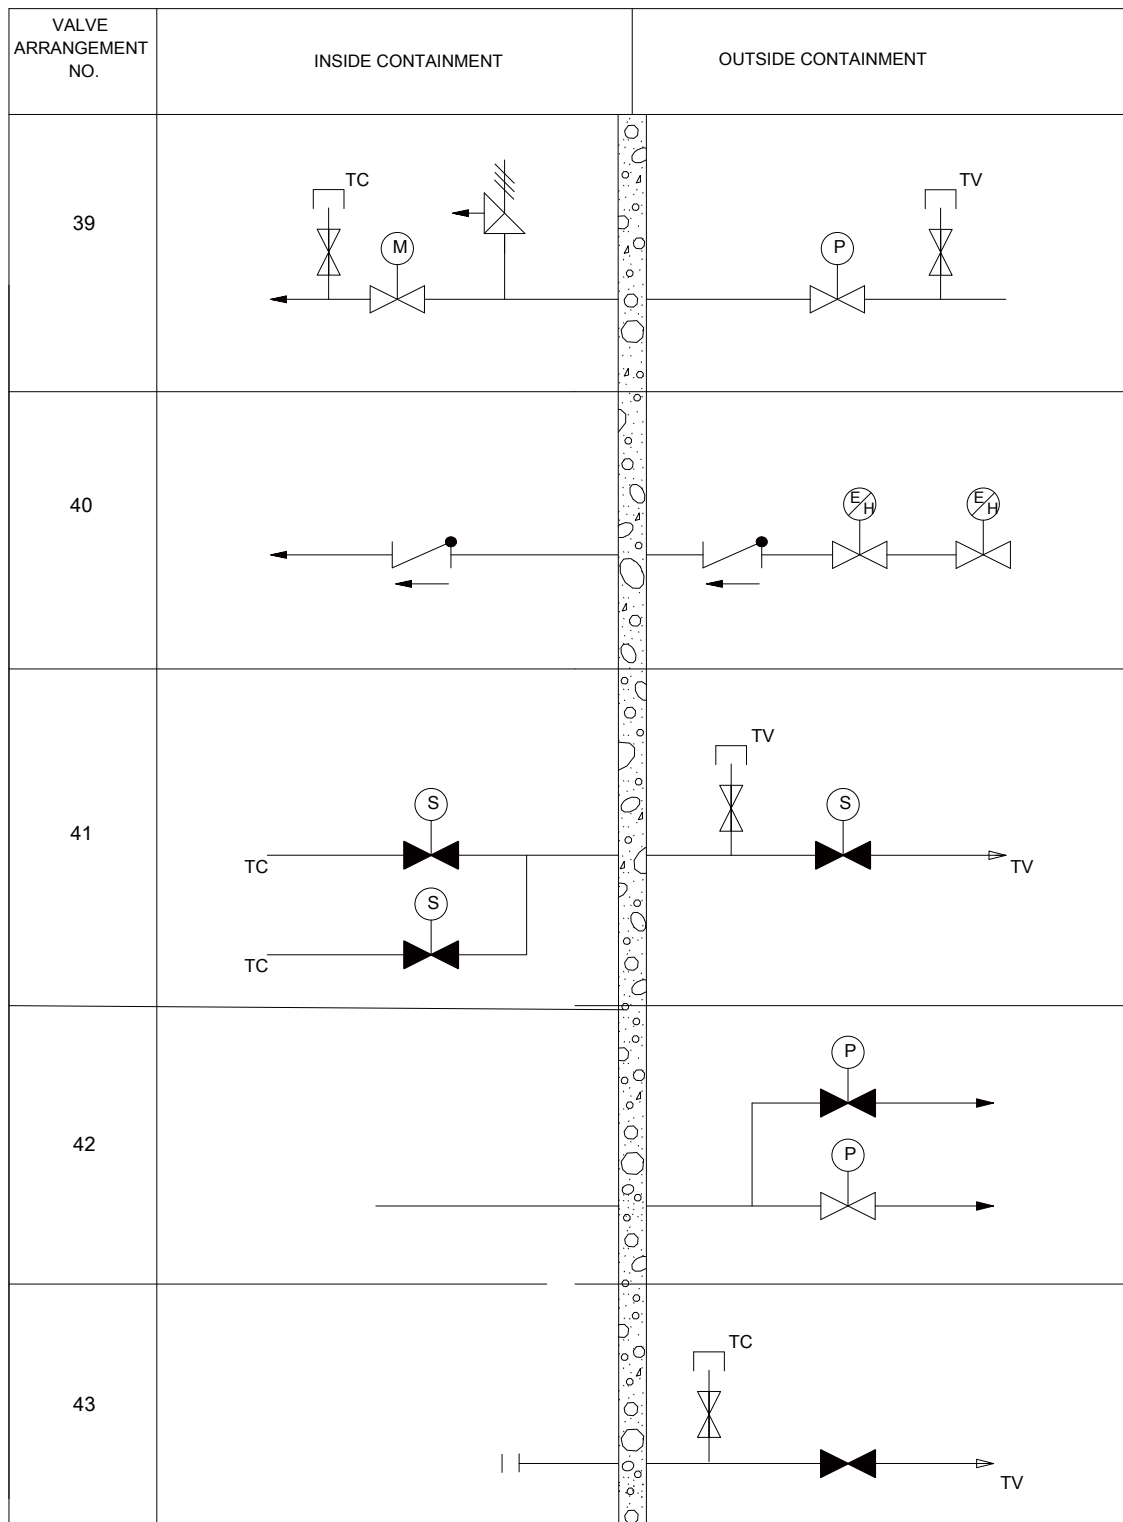 VALVE
ARRANGEMENT
NO.
INSIDE CONTAINMENT
OUTSIDE CONTAINMENT
39
TC
M
P
TV
40
E/H
E/H
41
S
TC
S
TC
TV
S
TV
42
P
P
43
TC
TV